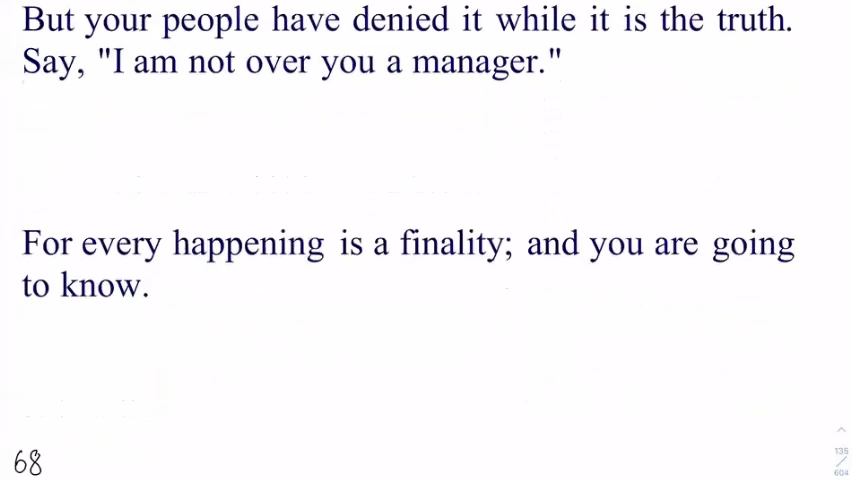 But your people have denied it while it is the truth.
Say, "I am not over you a manager."
For every happening is a finality; and you are going
to know.
68
135
/
604